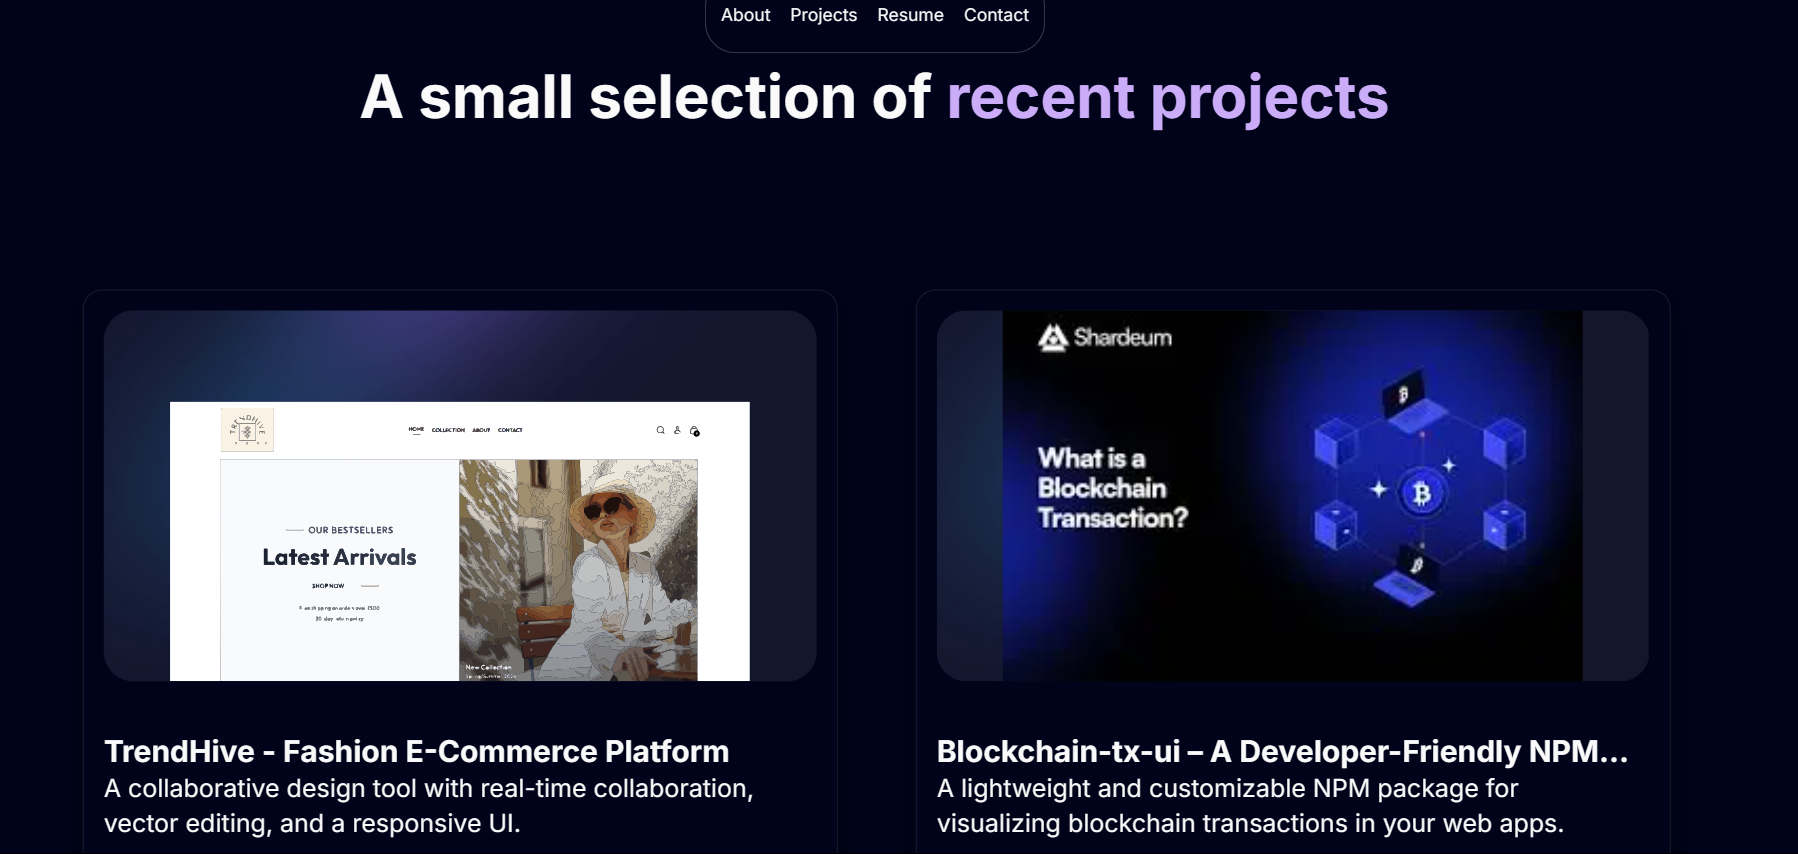 About Projects Resume Contact
A small selection of recent projects
TRENDHIVE
HOME COLLECTION ABOUT CONTACT
OUR BESTSELLERS
Latest Arrivals
SHOP NOW
New Collection
Spring/Summer
TrendHive - Fashion E-Commerce Platform
A collaborative design tool with real-time collaboration,
vector editing, and a responsive UI.
Shardeum
What is a
Blockchain
Transaction?
Blockchain-tx-ui – A Developer-Friendly NPM...
A lightweight and customizable NPM package for
visualizing blockchain transactions in your web apps.